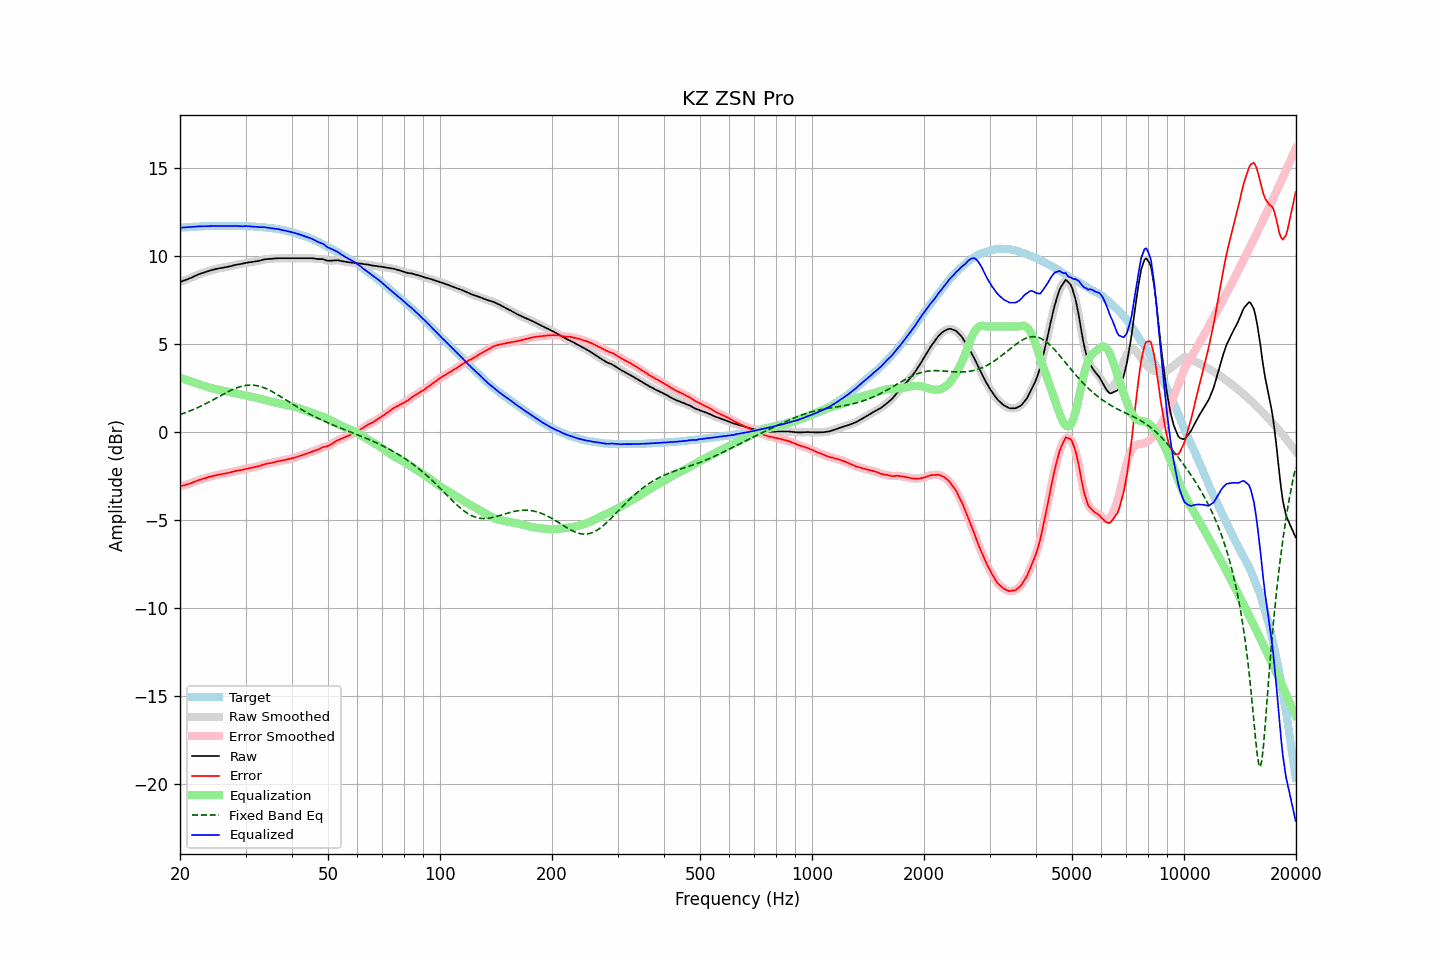 KZ ZSN Pro
Amplitude (dBr)
15
10
5
0
−5
−10
−15
−20
Target
Raw Smoothed
Error Smoothed
Raw
Error
Equalization
Fixed Band Eq
Equalized
20 50 100 200 500 1000 2000 5000 10000 20000
Frequency (Hz)